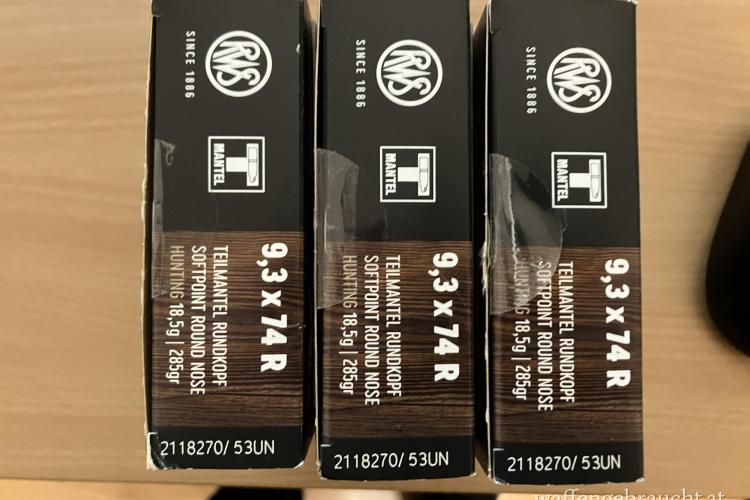 RWS
SINCE 1886
T
MANTEL
9,3 x 74 R
TEILMANTEL RUNDKOPF
SOFTPOINT ROUND NOSE
HUNTING 18,5g | 285gr
2118270/ 53UN
RWS
SINCE 1886
T
MANTEL
9,3 x 74 R
TEILMANTEL RUNDKOPF
SOFTPOINT ROUND NOSE
HUNTING 18,5g | 285gr
2118270/ 53UN
RWS
SINCE 1886
T
MANTEL
9,3 x 74 R
TEILMANTEL RUNDKOPF
SOFTPOINT ROUND NOSE
HUNTING 18,5g | 285gr
2118270/ 53UN
waffengebraucht.at